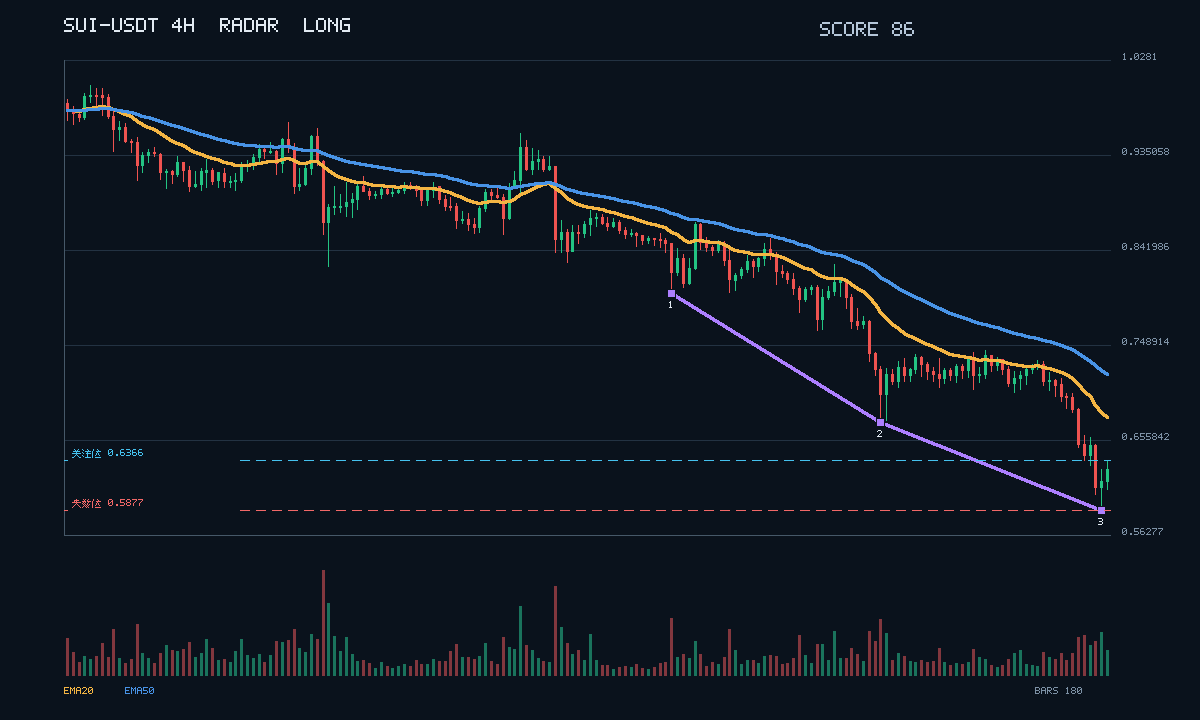 SUI-USDT 4H RADAR LONG
SCORE 86
1.0281
0.935058
0.841986
0.748914
0.655842
0.56277
关注位 0.6366
失效位 0.5877
1
2
3
EMA20 EMA50
BARS 180